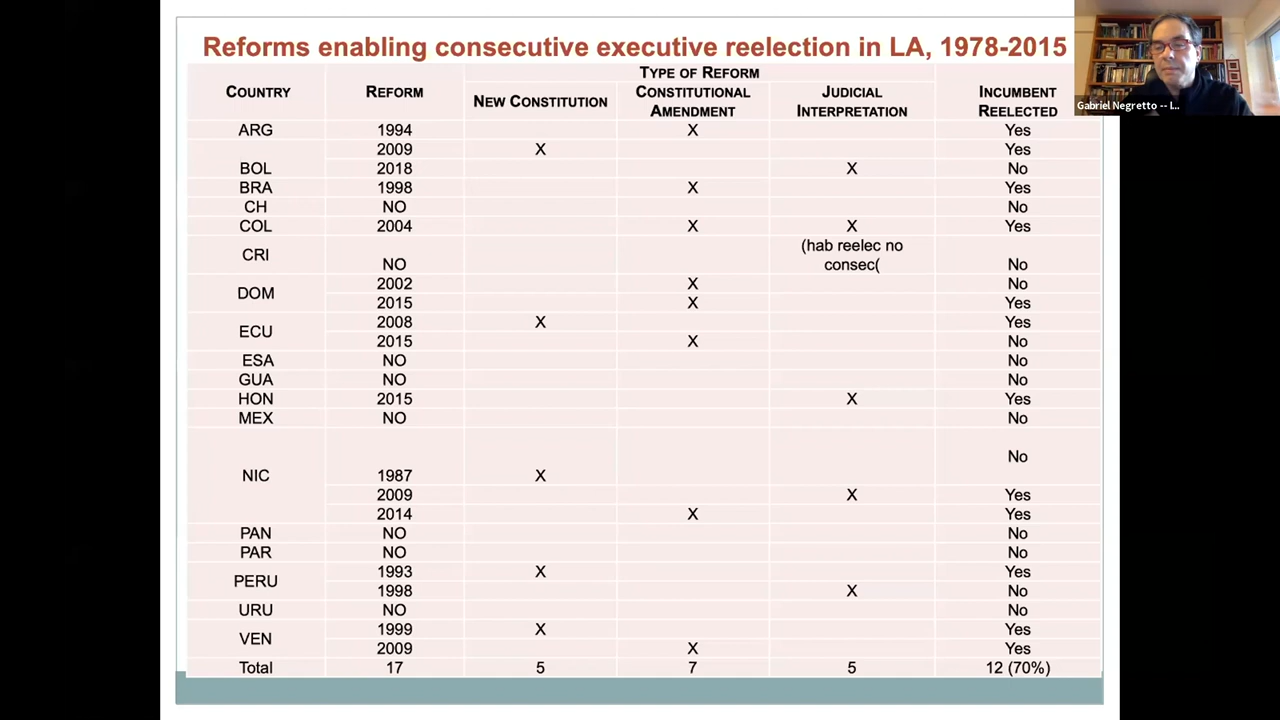 Reforms enabling consecutive executive reelection in LA, 1978-2015
Gabriel Negretto -- I...
TYPE OF REFORM
COUNTRY REFORM NEW CONSTITUTION CONSTITUTIONAL AMENDMENT JUDICIAL INTERPRETATION INCUMBENT REELECTED
ARG 1994 X Yes
2009 X Yes
BOL 2018 X No
BRA 1998 X Yes
CH NO No
COL 2004 X X Yes
CRI NO (hab reelec no consec( No
DOM 2002 X No
2015 X Yes
ECU 2008 X Yes
2015 X No
ESA NO No
GUA NO No
HON 2015 X Yes
MEX NO No
NIC 1987 X No
2009 X Yes
2014 X Yes
PAN NO No
PAR NO No
PERU 1993 X Yes
1998 X No
URU NO No
VEN 1999 X Yes
2009 X Yes
Total 17 5 7 5 12 (70%)